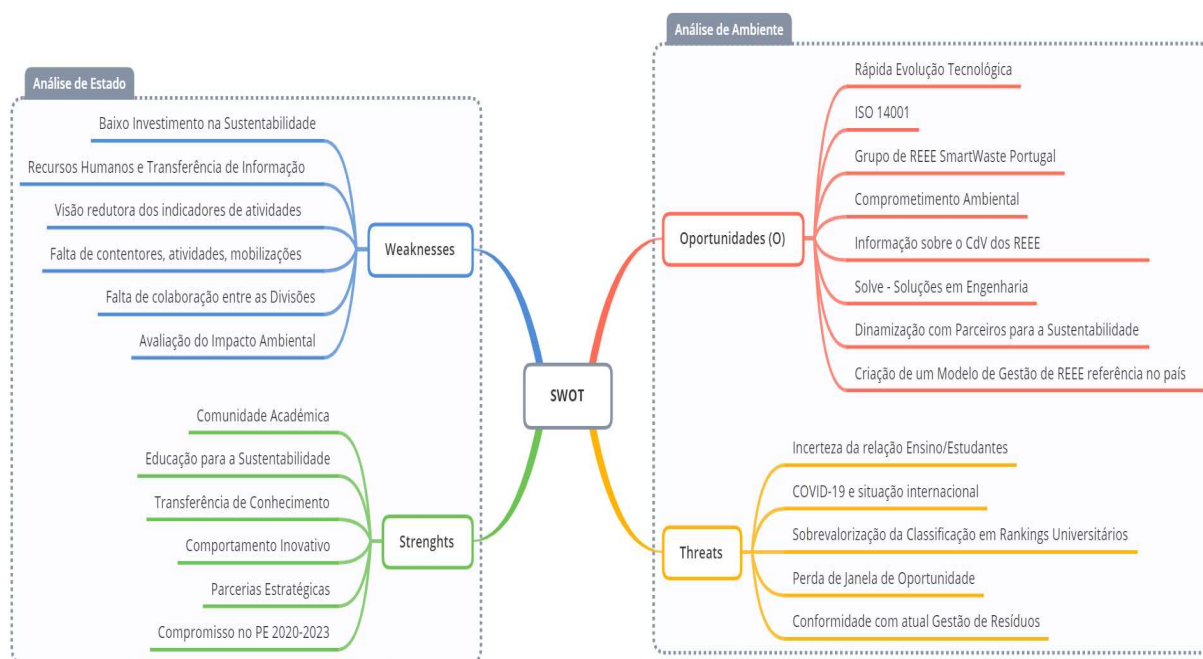 Análise de Estado
Baixo Investimento na Sustentabilidade
Recursos Humanos e Transferência de Informação
Visão redutora dos indicadores de atividades
Falta de contentores, atividades, mobilizações
Falta de colaboração entre as Divisões
Avaliação do Impacto Ambiental
Weaknesses
Comunidade Académica
Educação para a Sustentabilidade
Transferência de Conhecimento
Comportamento Inovativo
Parcerias Estratégicas
Compromisso no PE 2020-2023
Strenghts
SWOT
Análise de Ambiente
Oportunidades (O)
Rápida Evolução Tecnológica
ISO 14001
Grupo de REEE SmartWaste Portugal
Comprometimento Ambiental
Informação sobre o CdV dos REEE
Solve - Soluções em Engenharia
Dinamização com Parceiros para a Sustentabilidade
Criação de um Modelo de Gestão de REEE referência no país
Threats
Incerteza da relação Ensino/Estudantes
COVID-19 e situação internacional
Sobrevalorização da Classificação em Rankings Universitários
Perda de Janela de Oportunidade
Conformidade com atual Gestão de Resíduos